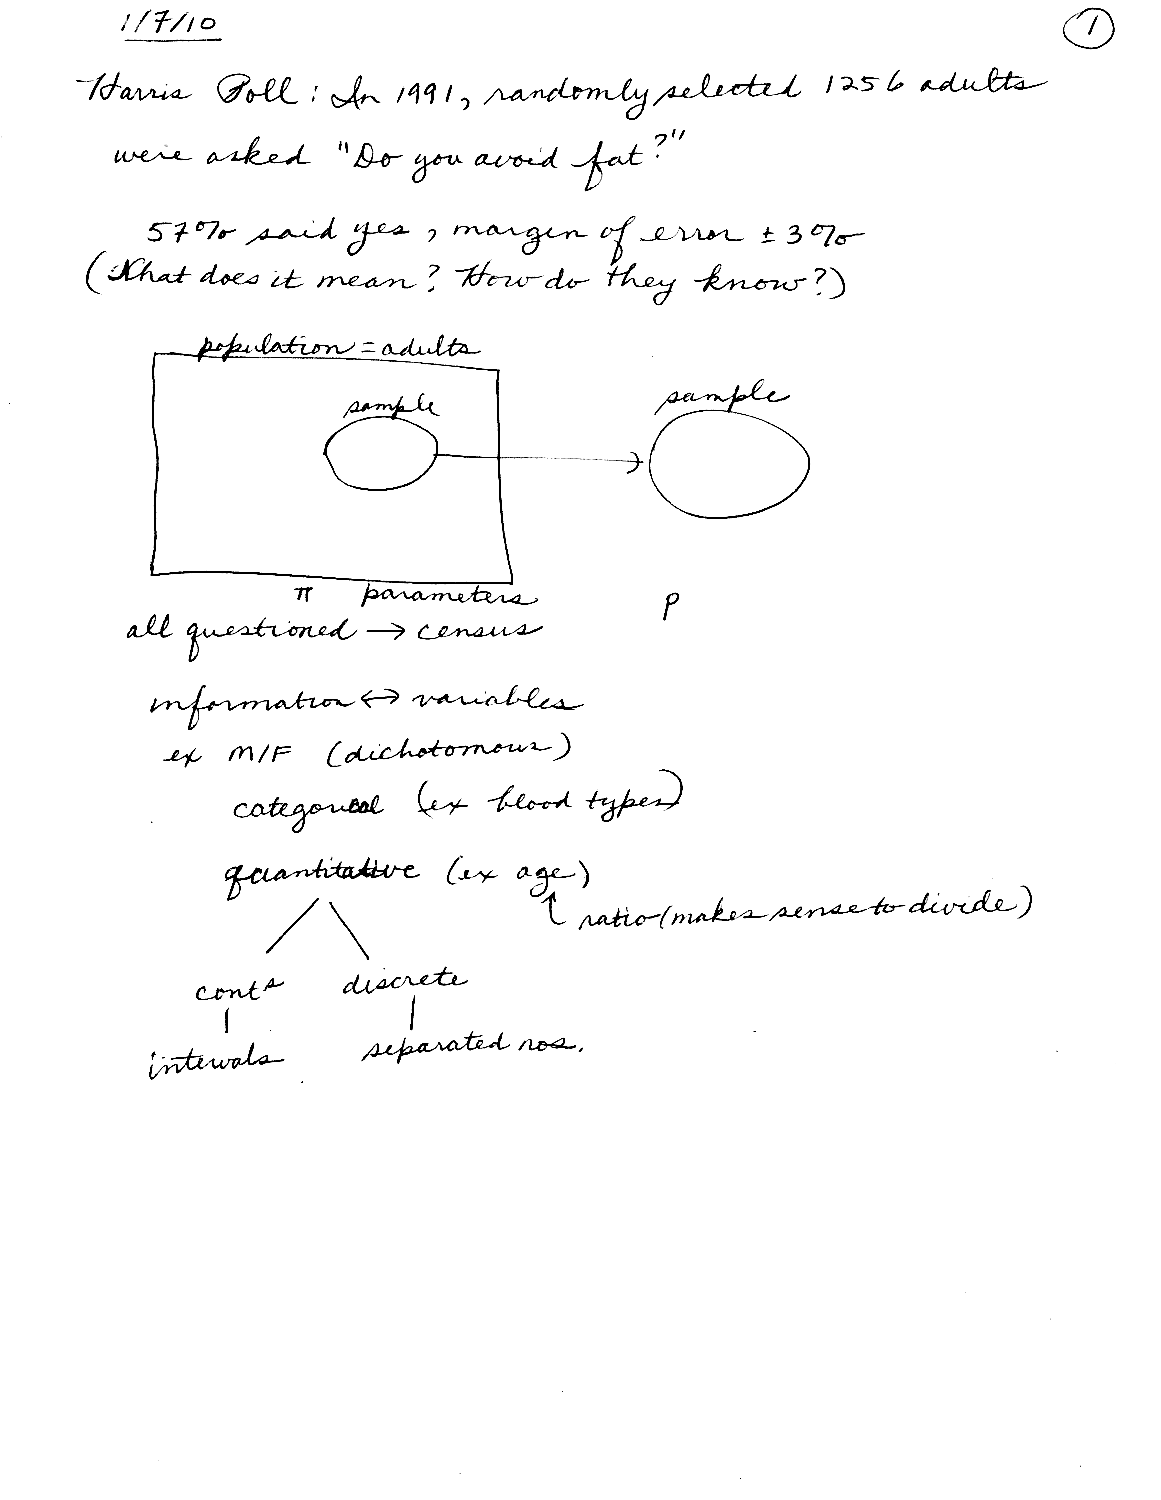 1/7/10
1
Harris Poll: In 1991, randomly selected 1256 adults
were asked "Do you avoid fat?"
57% said yes, margin of error ± 3%
(What does it mean? How do they know?)
population = adults
sample
sample
π parameters
p
all questioned → census
information ↔ variables
ex M/F (dichotomous)
categorical (ex blood types)
quantitative (ex age)
↑ ratio (makes sense to divide)
conts discrete
intervals separated nos.